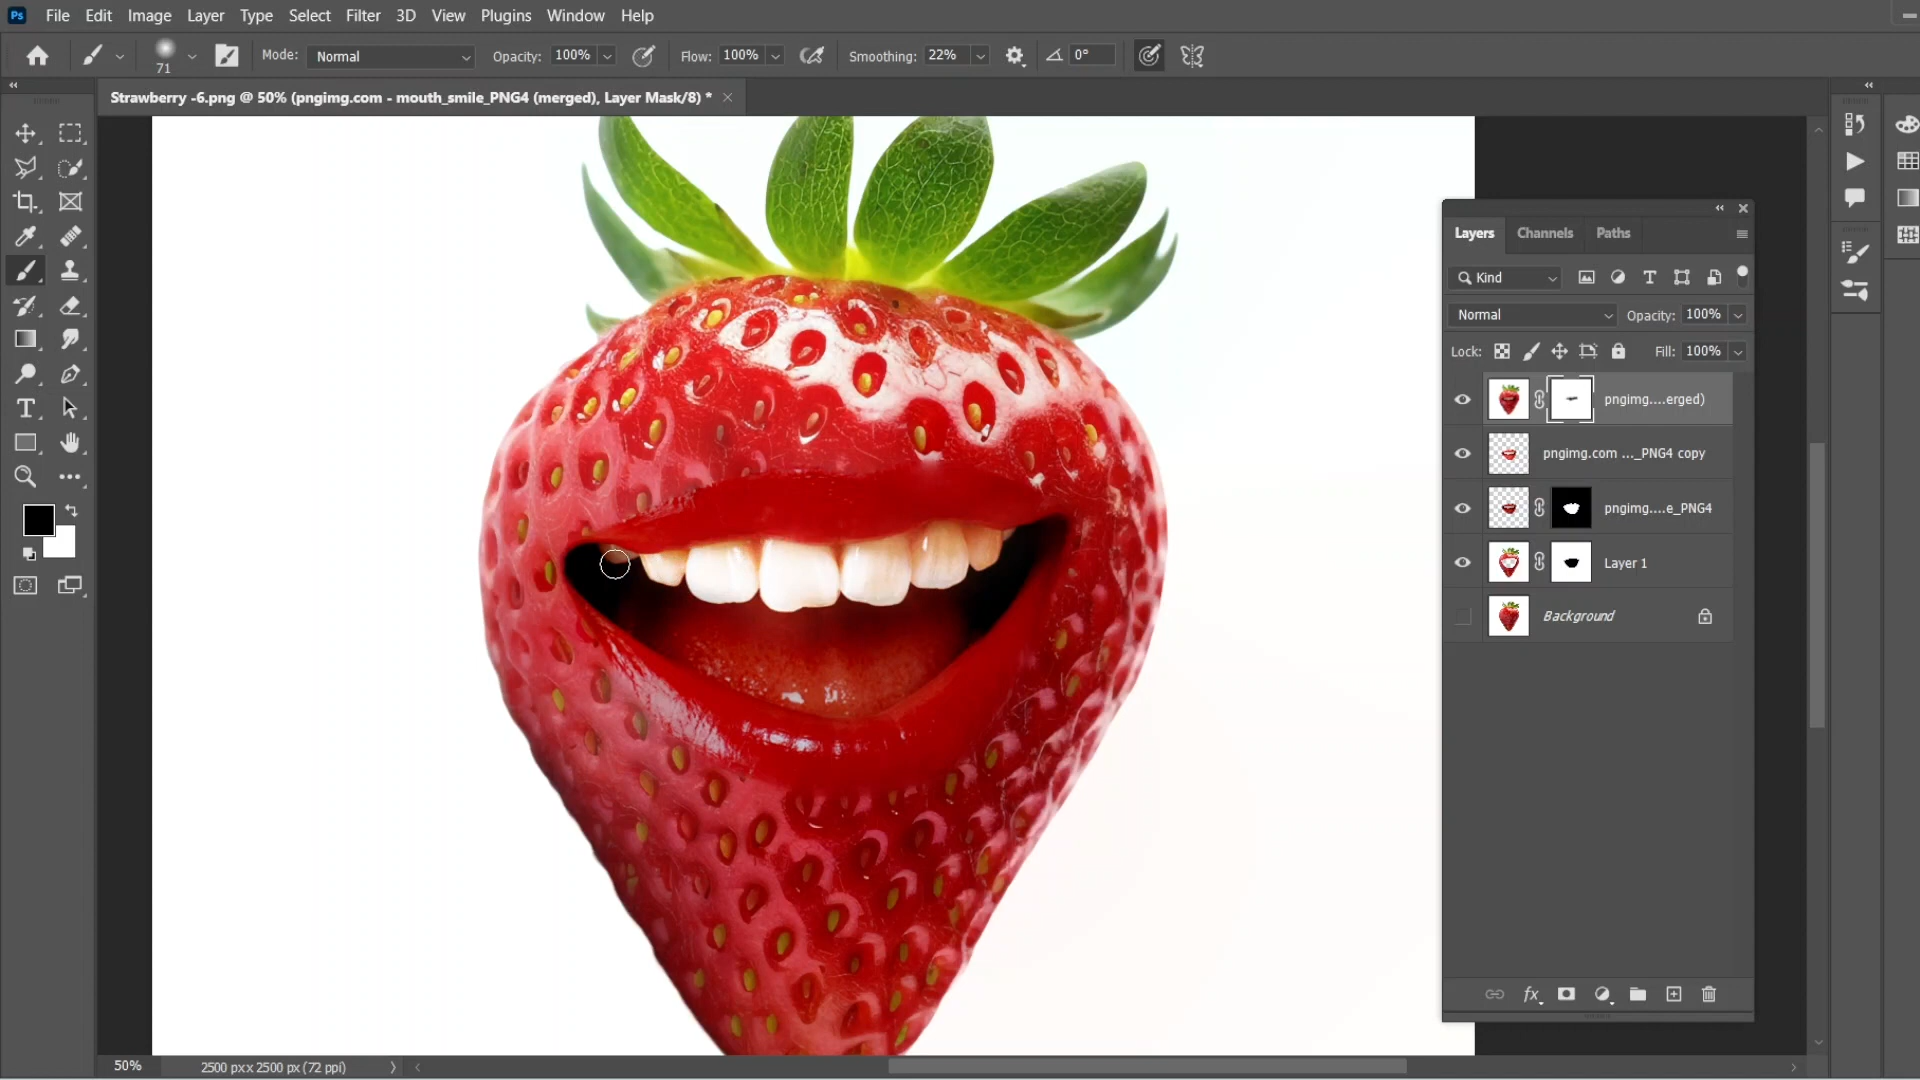 Ps File Edit Image Layer Type Select Filter 3D View Plugins Window Help
71 Mode: Normal Opacity: 100% Flow: 100% Smoothing: 22% 0°
Strawberry -6.png @ 50% (pngimg.com - mouth_smile_PNG4 (merged), Layer Mask/8) *
Layers Channels Paths
Kind
Normal Opacity: 100%
Lock: Fill: 100%
pngimg....erged)
pngimg.com ..._PNG4 copy
pngimg....e_PNG4
Layer 1
Background
fx
50% 2500 px x 2500 px (72 ppi)